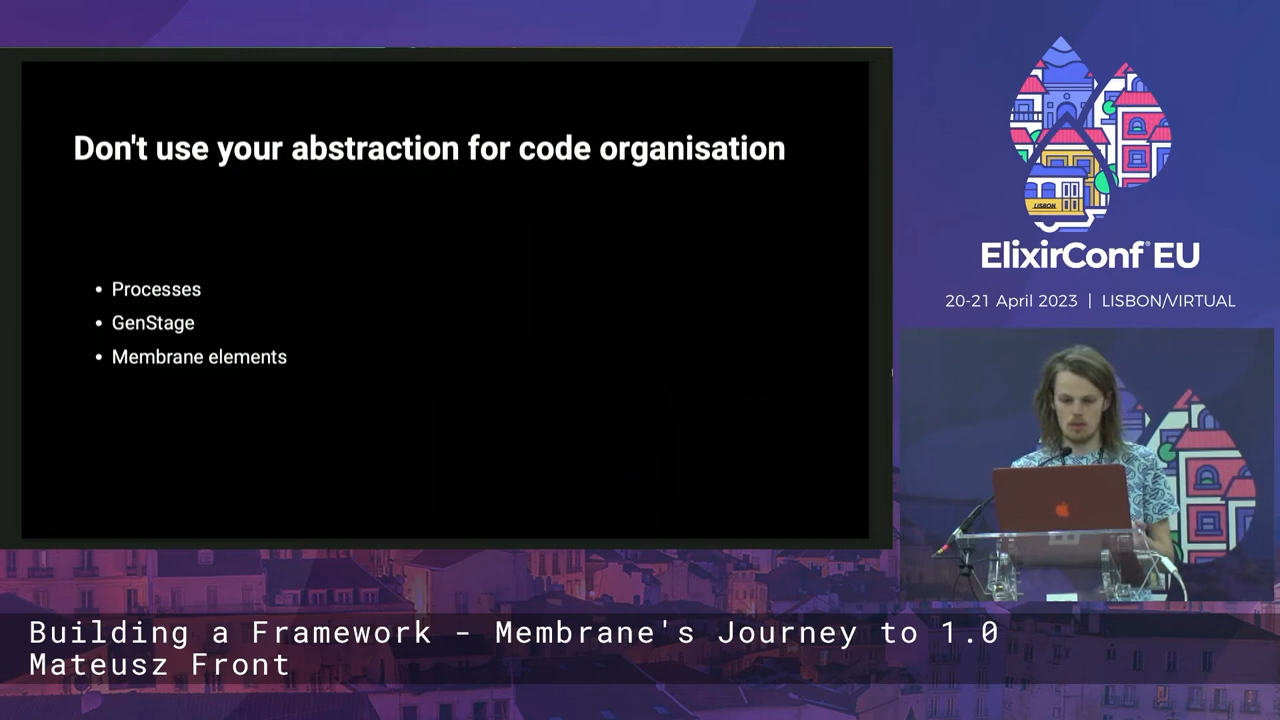 Don't use your abstraction for code organisation
• Processes
• GenStage
• Membrane elements
LISBON
ElixirConf® EU
20-21 April 2023 | LISBON/VIRTUAL
Building a Framework - Membrane's Journey to 1.0
Mateusz Front